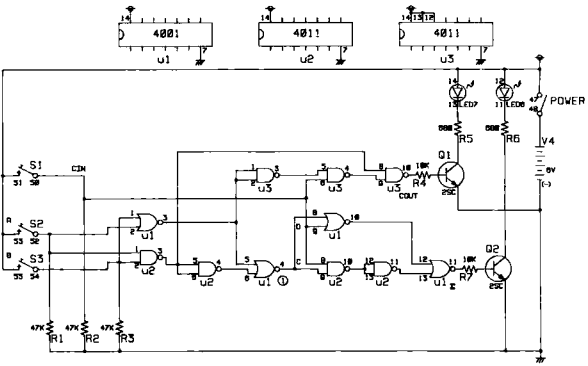 14 4001 7
u1
14 4011 7
u2
14 13 12 4011 7
u3
14 12
13 LED7 11 LED8
47 48 POWER
680 R5 680 R6
V4
6V
(-)
S1
51 50
CIN
1 2 3 u3
5 6 4 u3
8 9 10 u3
COUT
10K R4
Q1
2SC
A S2
53 52
1 2 3 u1
8 9 10 u1
D
B S3
55 54
1 2 3 u2
5 6 4 u2
5 6 4 u1 1
C
8 9 10 u2
12 13 11 u2
12 13 11 u1
Σ
10K R7
Q2
2SC
47K R1 47K R2 47K R3